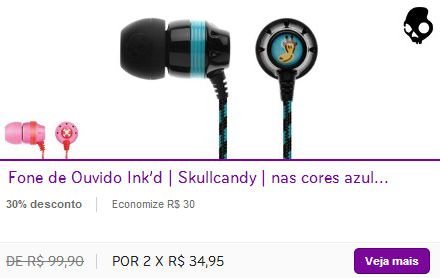 Fone de Ouvido Ink'd | Skullcandy | nas cores azul...
30% desconto | Economize R$ 30
DE R$ 99,90 | POR 2 X R$ 34,95 Veja mais